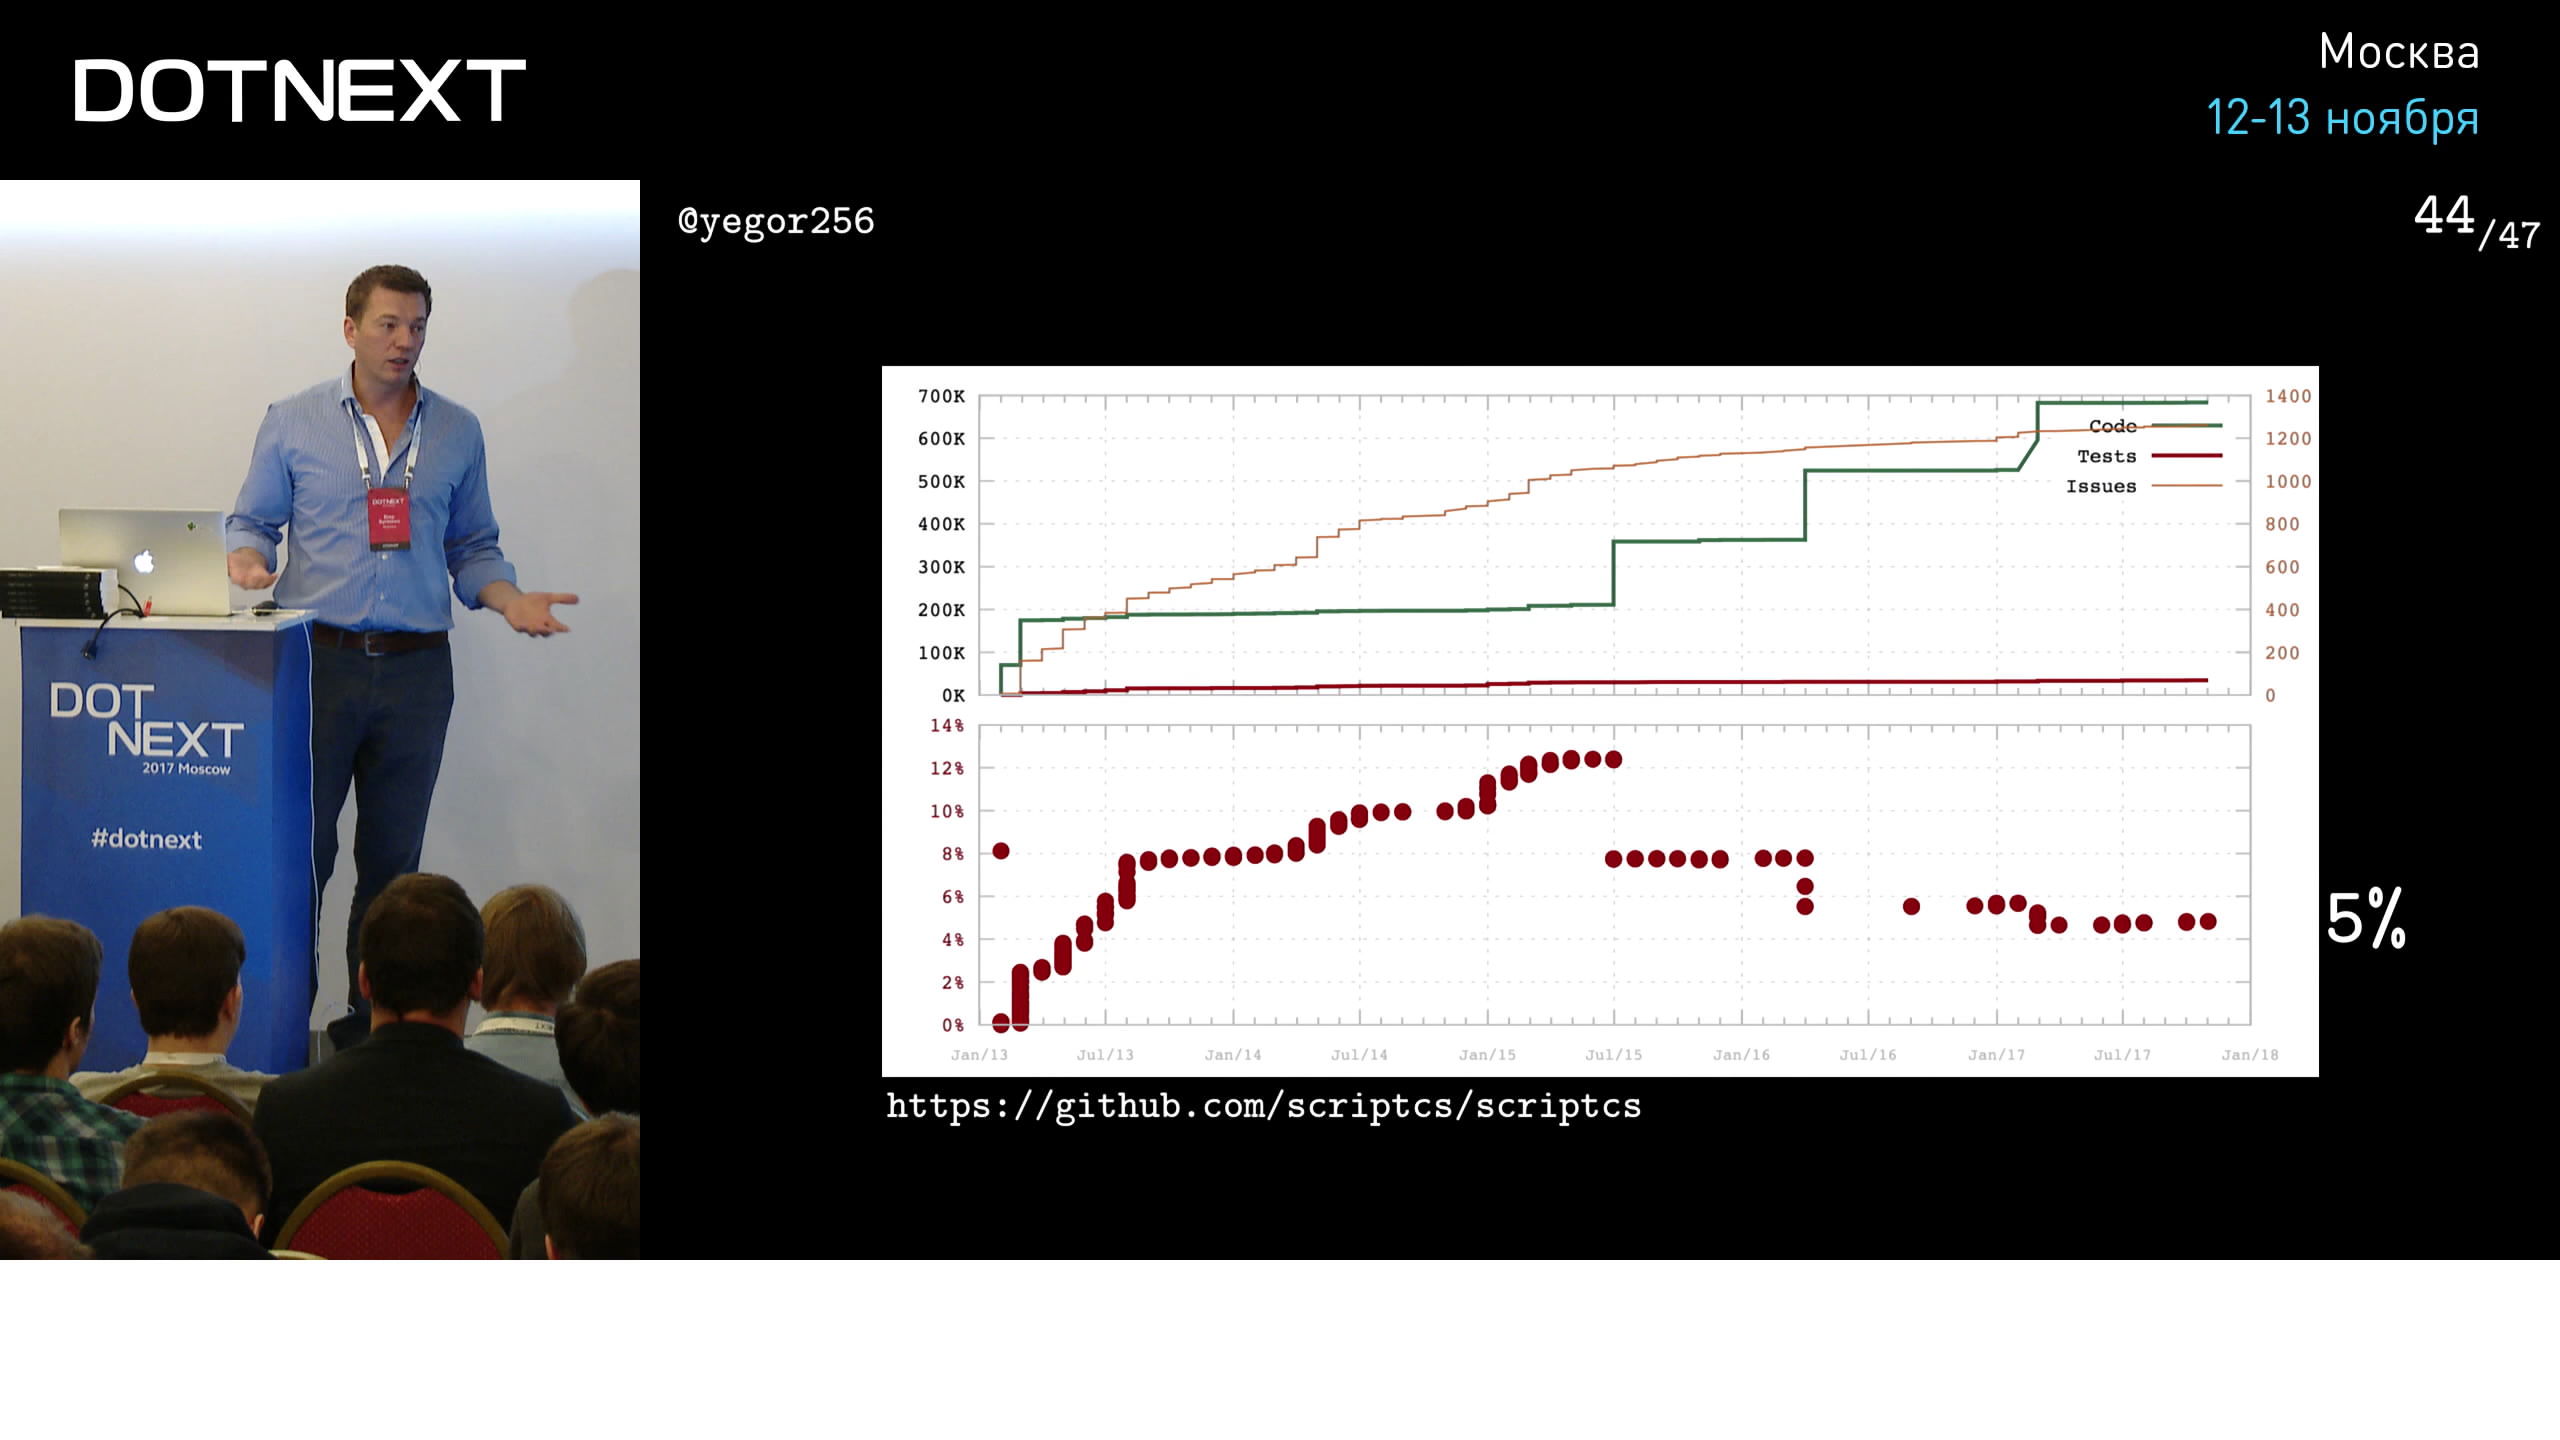 DOTNEXT
Москва
12-13 ноября
@yegor256
44/47
700K
600K
500K
400K
300K
200K
100K
0K
1400
1200
1000
800
600
400
200
0
Code
Tests
Issues
14%
12%
10%
8%
6%
4%
2%
0%
Jan/13 Jul/13 Jan/14 Jul/14 Jan/15 Jul/15 Jan/16 Jul/16 Jan/17 Jul/17 Jan/18
5%
https://github.com/scriptcs/scriptcs
DOTNEXT
DOT
NEXT
2017 Moscow
#dotnext